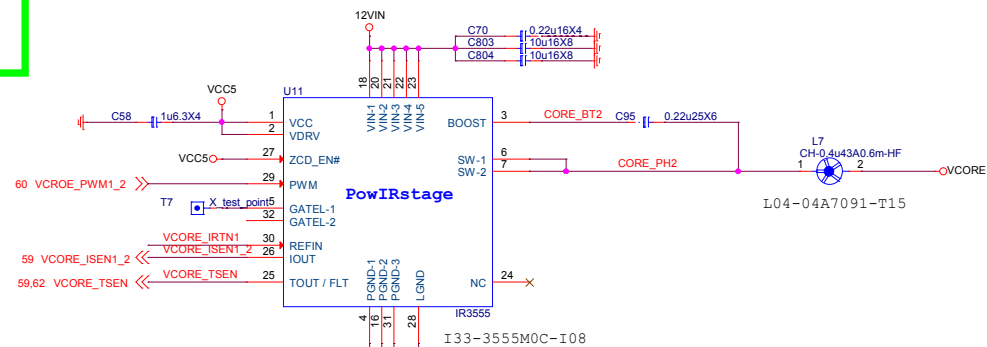 12VIN
C70 0.22u16X4
C803 10u16X8
C804 10u16X8
18 20 21 22 23
VCC5
U11
VIN-1 VIN-2 VIN-3 VIN-4 VIN-5
C58 1u6.3X4
1 VCC
2 VDRV
BOOST 3 CORE_BT2 C95 0.22u25X6
VCC5 27 ZCD_EN#
SW-1 6
SW-2 7 CORE_PH2
L7
CH-0.4u43A0.6m-HF
1 2 VCORE
L04-04A7091-T15
60 VCROE_PWM1_2 29 PWM
PowIRstage
T7 X_test_point 5 GATEL-1
32 GATEL-2
VCORE_IRTN1 30 REFIN
59 VCORE_ISEN1_2 VCORE_ISEN1_2 26 IOUT
59,62 VCORE_TSEN VCORE_TSEN 25 TOUT / FLT
PGND-1 PGND-2 PGND-3 LGND
NC 24
4 16 31 28
IR3555
I33-3555M0C-I08